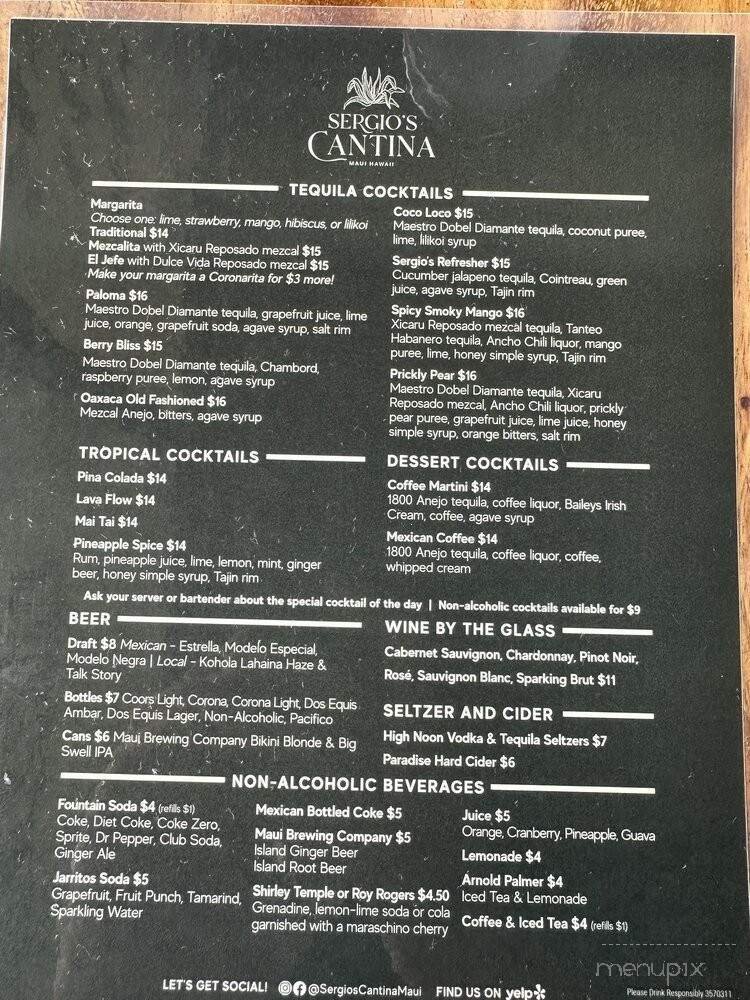 SERGIO'S
CANTINA
MAUI HAWAII
TEQUILA COCKTAILS
Margarita
Choose one: lime, strawberry, mango, hibiscus, or lilikoi
Traditional $14
Mezcalita with Xicaru Reposado mezcal $15
El Jefe with Dulce Vida Reposado mezcal $15
Make your margarita a Coronarita for $3 more!
Paloma $16
Maestro Dobel Diamante tequila, grapefruit juice, lime
juice, orange, grapefruit soda, agave syrup, salt rim
Berry Bliss $15
Maestro Dobel Diamante tequila, Chambord,
raspberry puree, lemon, agave syrup
Oaxaca Old Fashioned $16
Mezcal Anejo, bitters, agave syrup
Coco Loco $15
Maestro Dobel Diamante tequila, coconut puree,
lime, lilikoi syrup
Sergio's Refresher $15
Cucumber jalapeno tequila, Cointreau, green
juice, agave syrup, Tajin rim
Spicy Smoky Mango $16
Xicaru Reposado mezcal tequila, Tanteo
Habanero tequila, Ancho Chili liquor, mango
puree, lime, honey simple syrup, Tajin rim
Prickly Pear $16
Maestro Dobel Diamante tequila, Xicaru
Reposado mezcal, Ancho Chili liquor, prickly
pear puree, grapefruit juice, lime juice, honey
simple syrup, orange bitters, salt rim
TROPICAL COCKTAILS
Pina Colada $14
Lava Flow $14
Mai Tai $14
Pineapple Spice $14
Rum, pineapple juice, lime, lemon, mint, ginger
beer, honey simple syrup, Tajin rim
DESSERT COCKTAILS
Coffee Martini $14
1800 Anejo tequila, coffee liquor, Baileys Irish
Cream, coffee, agave syrup
Mexican Coffee $14
1800 Anejo tequila, coffee liquor, coffee,
whipped cream
Ask your server or bartender about the special cocktail of the day | Non-alcoholic cocktails available for $9
BEER
Draft $8 Mexican - Estrella, Modelo Especial,
Modelo Negra | Local - Kohola Lahaina Haze &
Talk Story
Bottles $7 Coors Light, Corona, Corona Light, Dos Equis
Ambar, Dos Equis Lager, Non-Alcoholic, Pacifico
Cans $6 Maui Brewing Company Bikini Blonde & Big
Swell IPA
WINE BY THE GLASS
Cabernet Sauvignon, Chardonnay, Pinot Noir,
Rosé, Sauvignon Blanc, Sparking Brut $11
SELTZER AND CIDER
High Noon Vodka & Tequila Seltzers $7
Paradise Hard Cider $6
NON-ALCOHOLIC BEVERAGES
Fountain Soda $4 (refills $1)
Coke, Diet Coke, Coke Zero,
Sprite, Dr Pepper, Club Soda,
Ginger Ale
Jarritos Soda $5
Grapefruit, Fruit Punch, Tamarind,
Sparkling Water
Mexican Bottled Coke $5
Maui Brewing Company $5
Island Ginger Beer
Island Root Beer
Shirley Temple or Roy Rogers $4.50
Grenadine, lemon-lime soda or cola
garnished with a maraschino cherry
Juice $5
Orange, Cranberry, Pineapple, Guava
Lemonade $4
Arnold Palmer $4
Iced Tea & Lemonade
Coffee & Iced Tea $4 (refills $1)
LET'S GET SOCIAL! @SergiosCantinaMaui FIND US ON yelp
menupix
Please Drink Responsibly 3570311